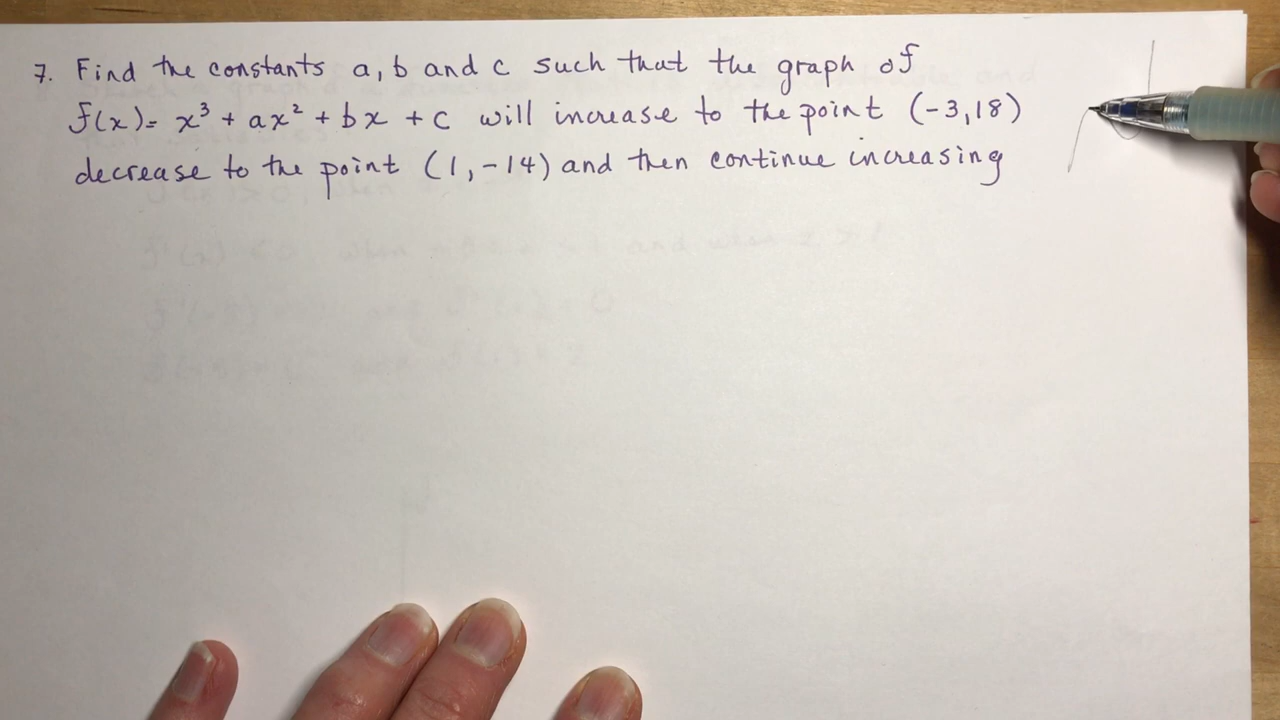 7. Find the constants a, b and c such that the graph of
f(x) = x³ + ax² + bx + c will increase to the point (-3,18)
decrease to the point (1,-14) and then continue increasing